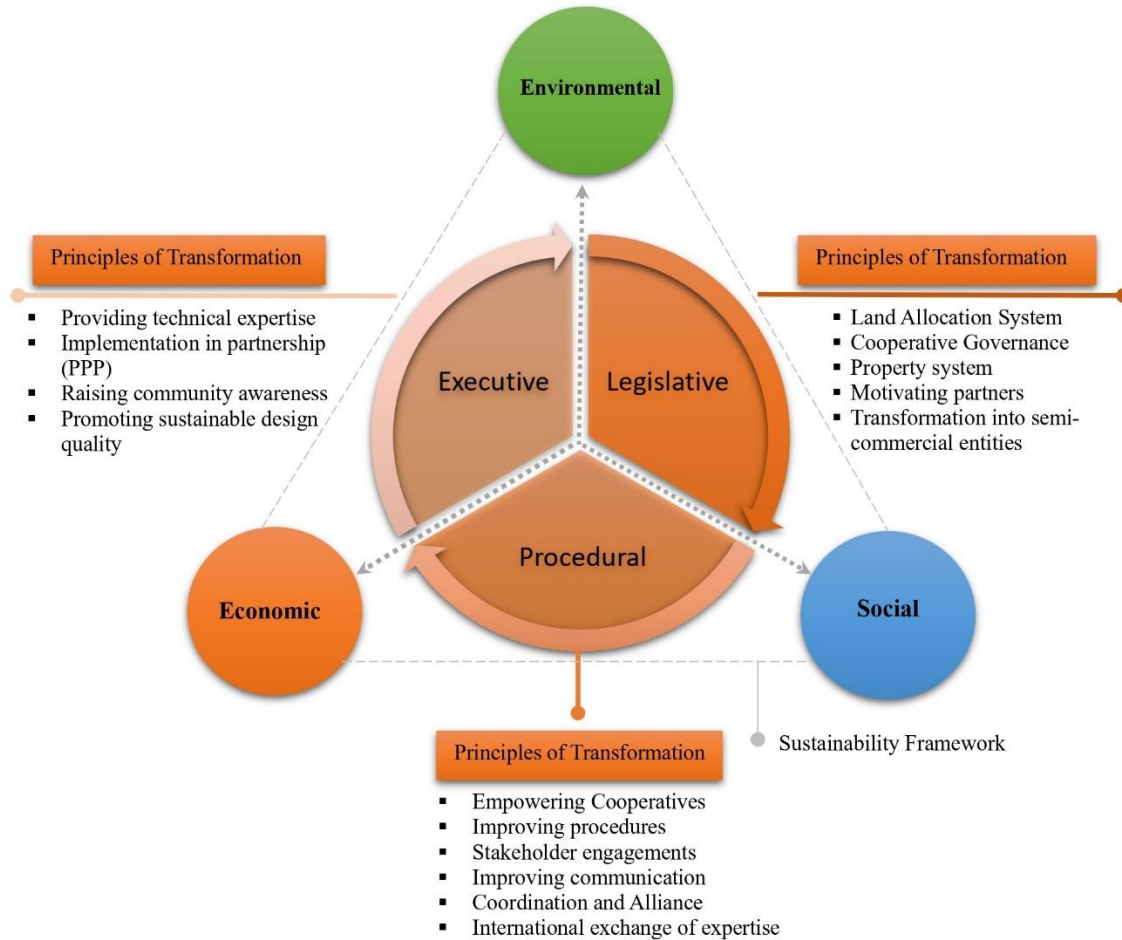 Environmental
Principles of Transformation
▪ Providing technical expertise
▪ Implementation in partnership
(PPP)
▪ Raising community awareness
▪ Promoting sustainable design
quality
Executive
Legislative
Procedural
Principles of Transformation
▪ Land Allocation System
▪ Cooperative Governance
▪ Property system
▪ Motivating partners
▪ Transformation into semi-
commercial entities
Economic
Social
Sustainability Framework
Principles of Transformation
▪ Empowering Cooperatives
▪ Improving procedures
▪ Stakeholder engagements
▪ Improving communication
▪ Coordination and Alliance
▪ International exchange of expertise